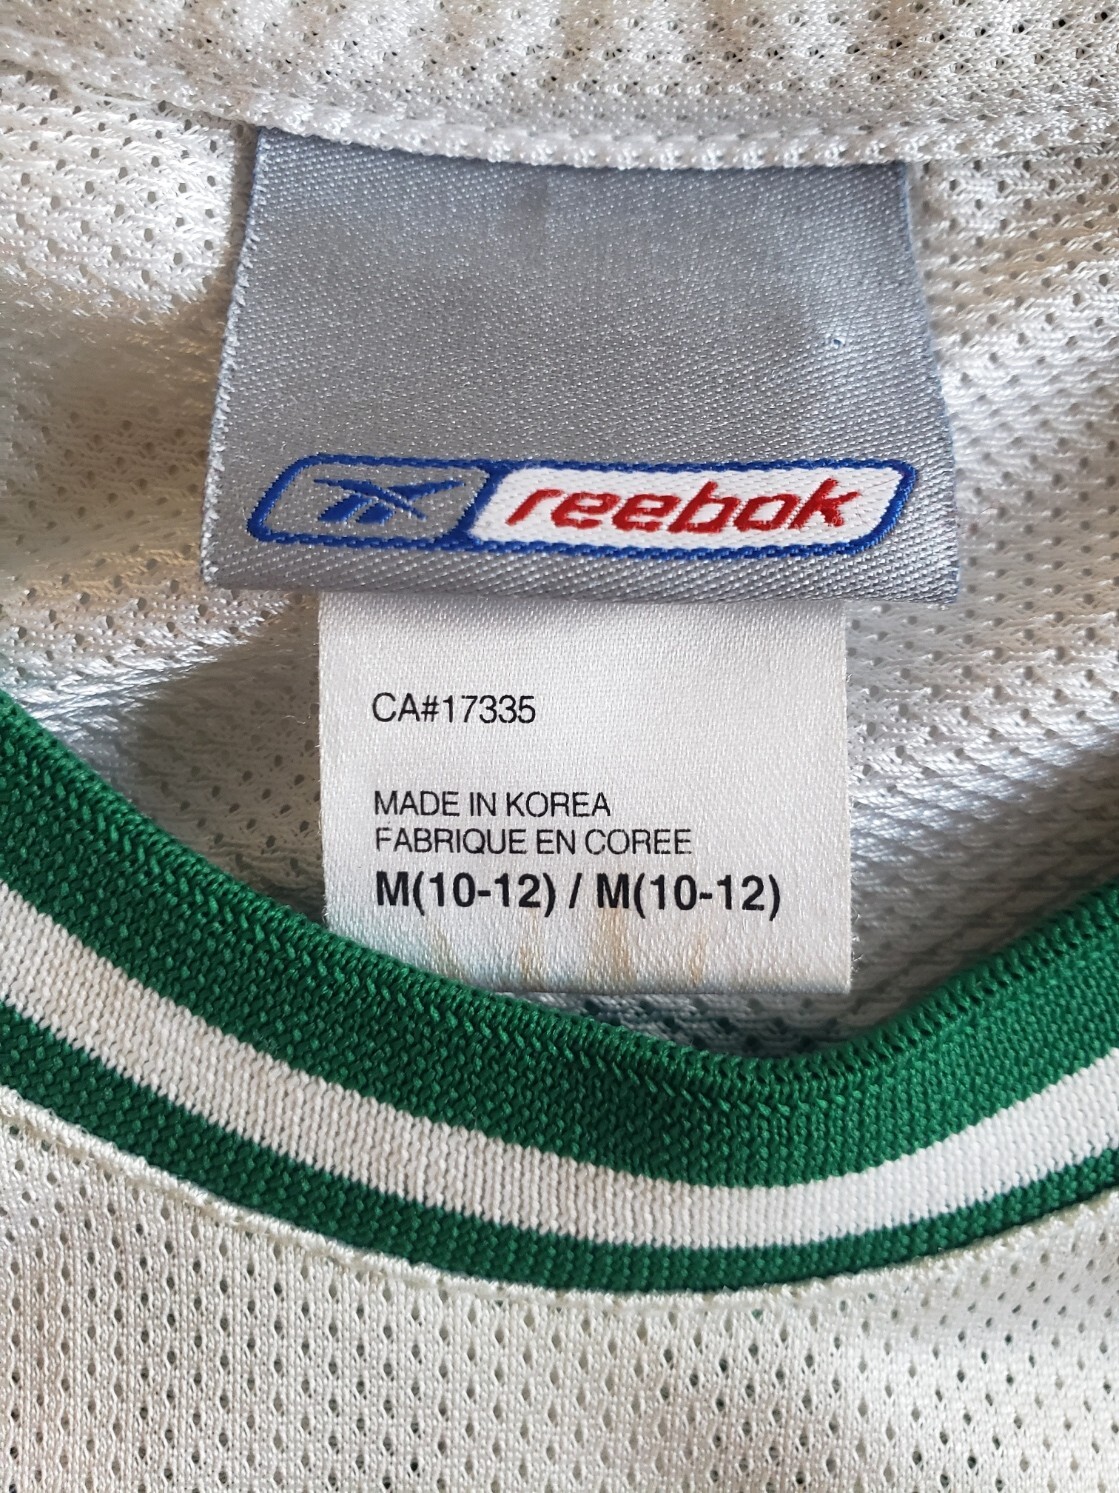 reebok
CA#17335
MADE IN KOREA
FABRIQUE EN COREE
M(10-12) / M(10-12)